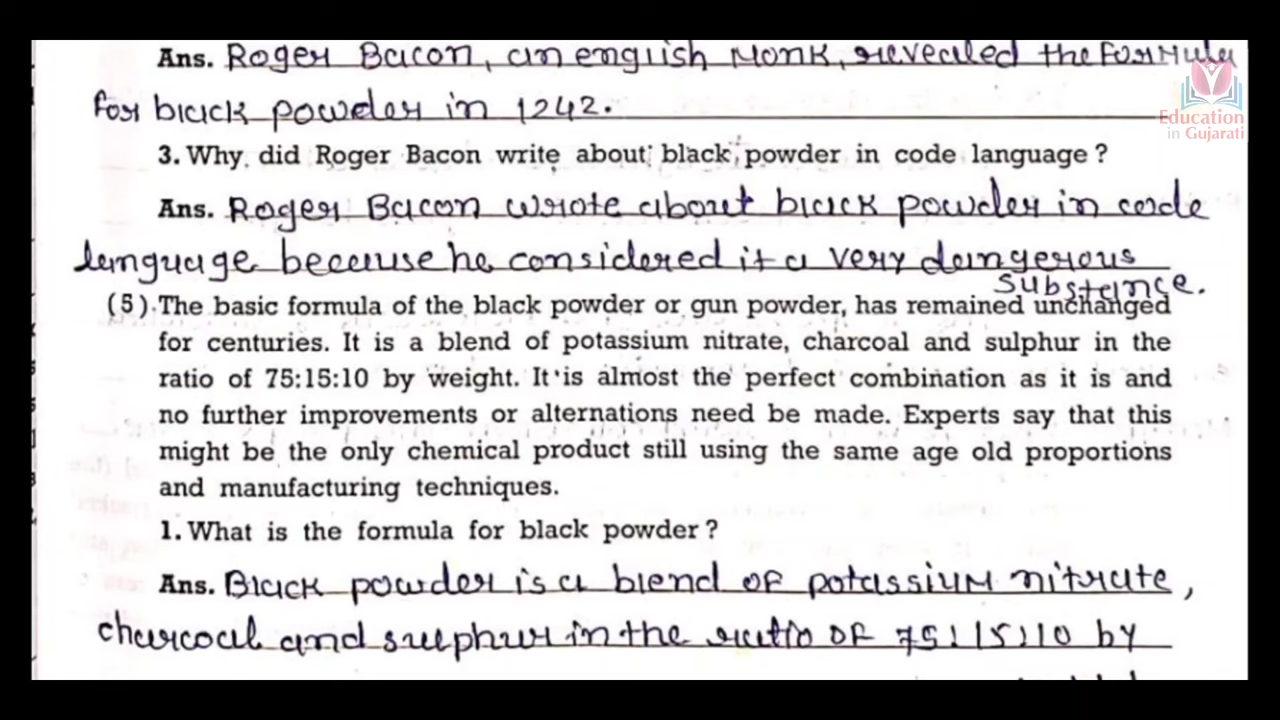 Ans. Roger Bacon, an english Monk, revealed the Formula
for black powder in 1242.
Education
in Gujarati
3. Why did Roger Bacon write about black powder in code language ?
Ans. Roger Bacon wrote about black powder in code
language because he considered it a very dangerous
substance.
(5). The basic formula of the black powder or gun powder, has remained unchanged
for centuries. It is a blend of potassium nitrate, charcoal and sulphur in the
ratio of 75:15:10 by weight. It is almost the perfect combination as it is and
no further improvements or alternations need be made. Experts say that this
might be the only chemical product still using the same age old proportions
and manufacturing techniques.
1. What is the formula for black powder ?
Ans. Black powder is a blend of potassium nitrate,
charcoal and sulphur in the ratio of 75:15:10 by